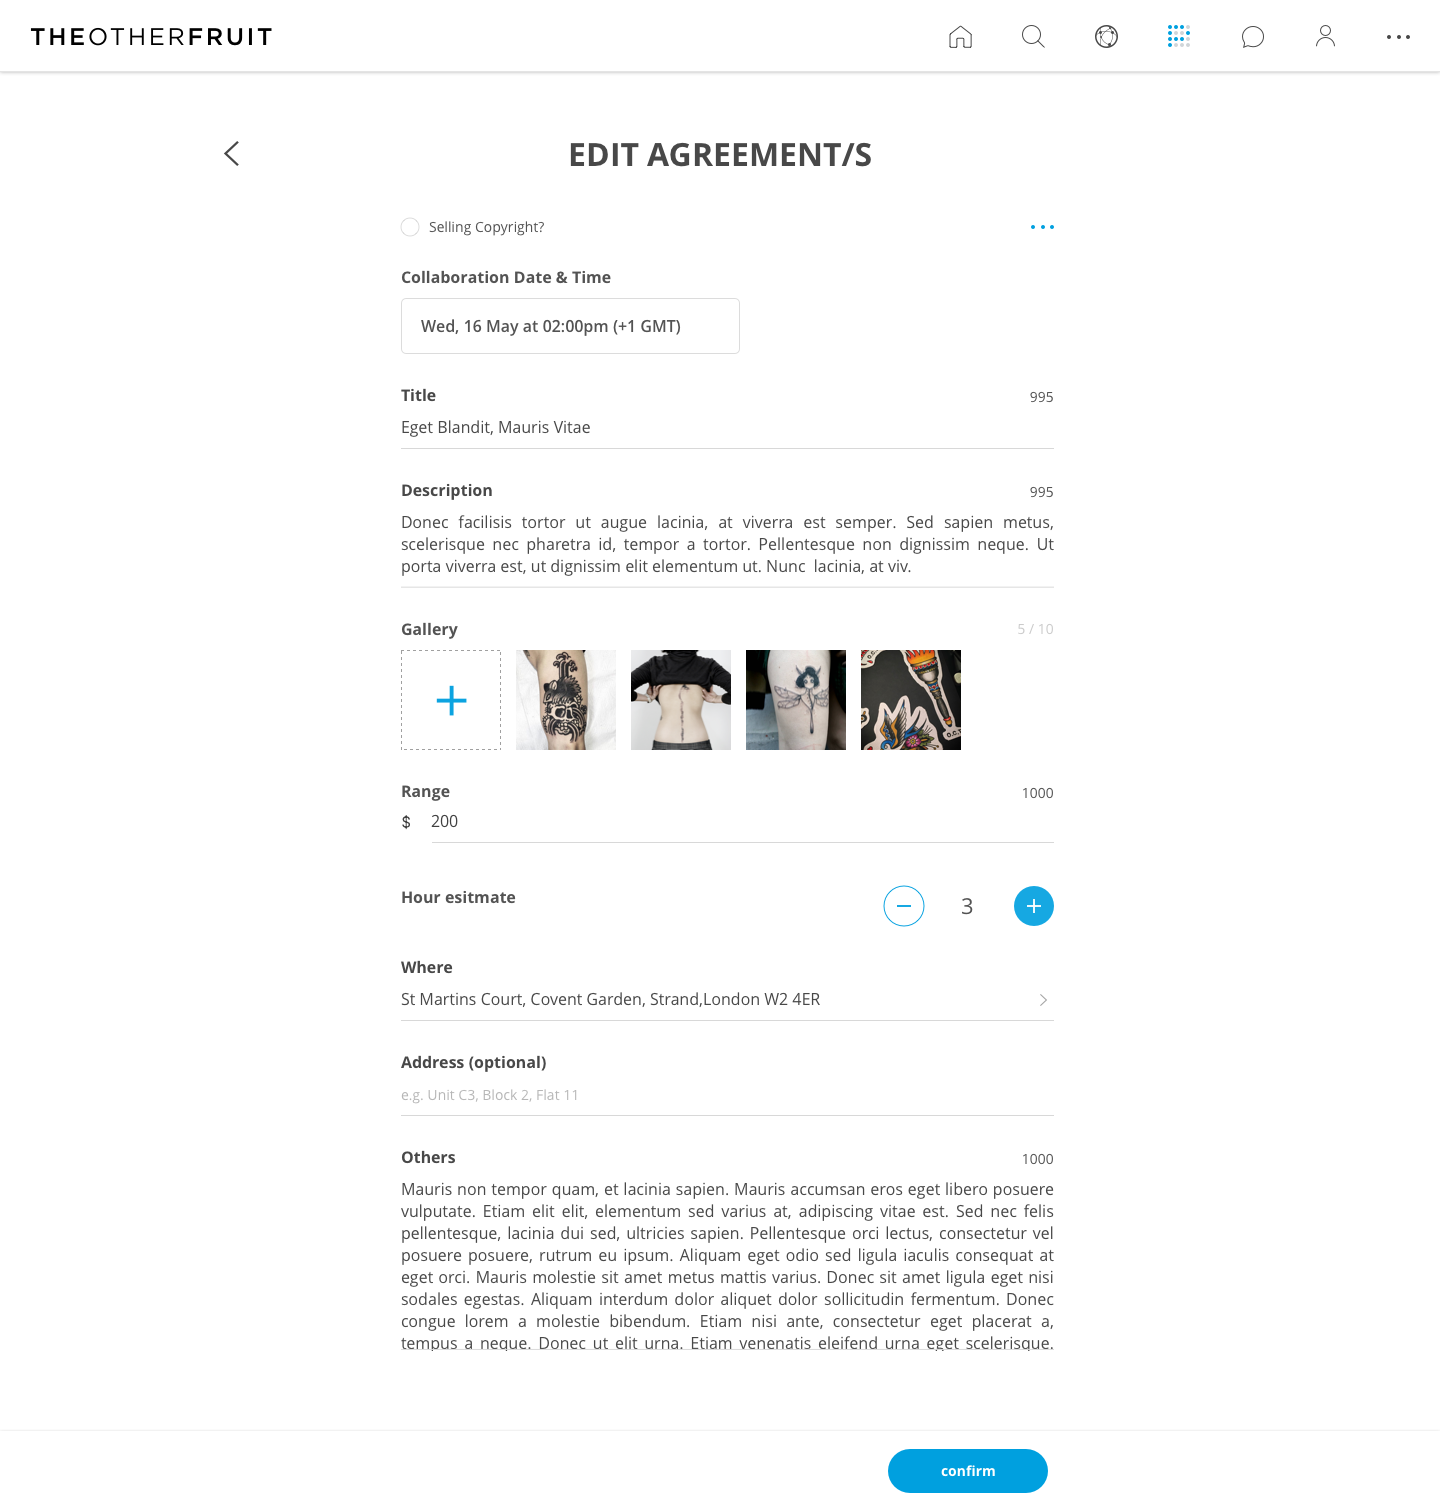 THEOTHERFRUIT
EDIT AGREEMENT/S
Selling Copyright?
Collaboration Date & Time
Wed, 16 May at 02:00pm (+1 GMT)
Title 995
Eget Blandit, Mauris Vitae
Description 995
Donec facilisis tortor ut augue lacinia, at viverra est semper. Sed sapien metus,
scelerisque nec pharetra id, tempor a tortor. Pellentesque non dignissim neque. Ut
porta viverra est, ut dignissim elit elementum ut. Nunc lacinia, at viv.
Gallery 5 / 10
Range 1000
$ 200
Hour esitmate 3
Where
St Martins Court, Covent Garden, Strand,London W2 4ER
Address (optional)
e.g. Unit C3, Block 2, Flat 11
Others 1000
Mauris non tempor quam, et lacinia sapien. Mauris accumsan eros eget libero posuere
vulputate. Etiam elit elit, elementum sed varius at, adipiscing vitae est. Sed nec felis
pellentesque, lacinia dui sed, ultricies sapien. Pellentesque orci lectus, consectetur vel
posuere posuere, rutrum eu ipsum. Aliquam eget odio sed ligula iaculis consequat at
eget orci. Mauris molestie sit amet metus mattis varius. Donec sit amet ligula eget nisi
sodales egestas. Aliquam interdum dolor aliquet dolor sollicitudin fermentum. Donec
congue lorem a molestie bibendum. Etiam nisi ante, consectetur eget placerat a,
tempus a neque. Donec ut elit urna. Etiam venenatis eleifend urna eget scelerisque.
confirm